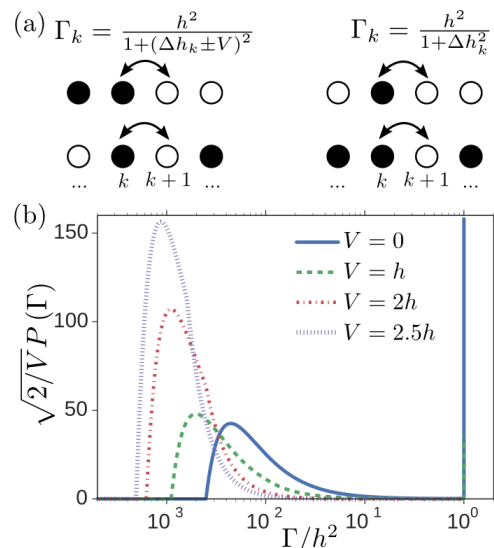 (a) Γ_k = h²/(1+(Δh_k±V)²) Γ_k = h²/(1+Δh_k²)
... k k+1 ... ... k k+1 ...
(b)
150
100
50
0
√2/V P(Γ)
V = 0
V = h
V = 2h
V = 2.5h
10³ 10² 10¹ 10⁰
Γ/h²